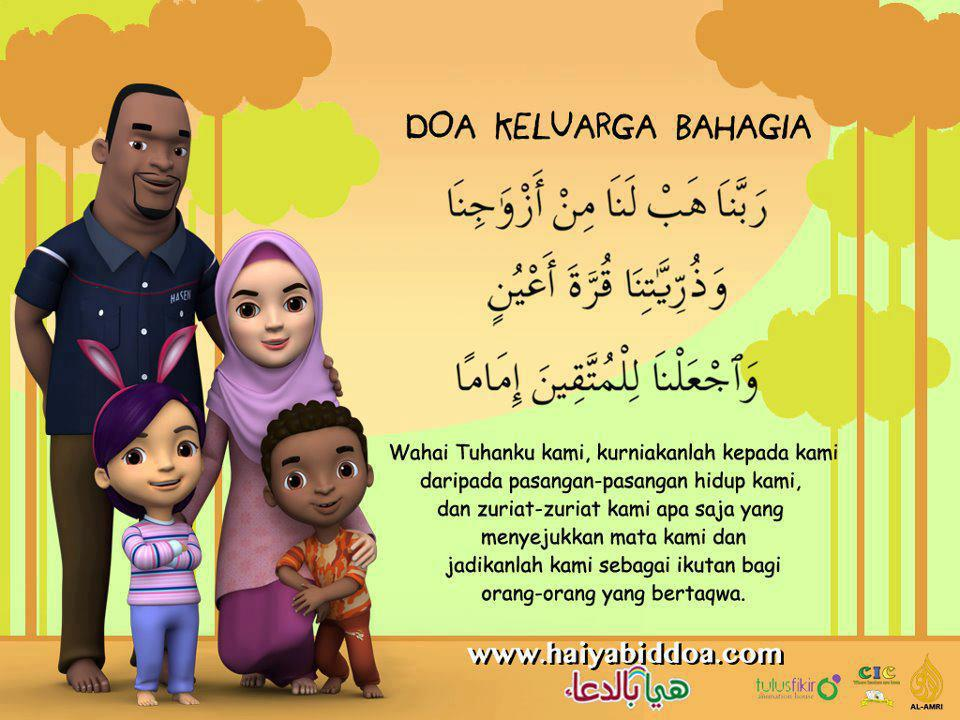 DOA KELUARGA BAHAGIA
رَبَّنَا هَبْ لَنَا مِنْ أَزْوَٰجِنَا
وَذُرِّيَّٰتِنَا قُرَّةَ أَعْيُنٍ
وَٱجْعَلْنَا لِلْمُتَّقِينَ إِمَامًا
Wahai Tuhanku kami, kurniakanlah kepada kami
daripada pasangan-pasangan hidup kami,
dan zuriat-zuriat kami apa saja yang
menyejukkan mata kami dan
jadikanlah kami sebagai ikutan bagi
orang-orang yang bertaqwa.
HASEN
www.haiyabiddoa.com
هيا بالدعاء
tulusfikir
animation house
CIC
AL-AMRI